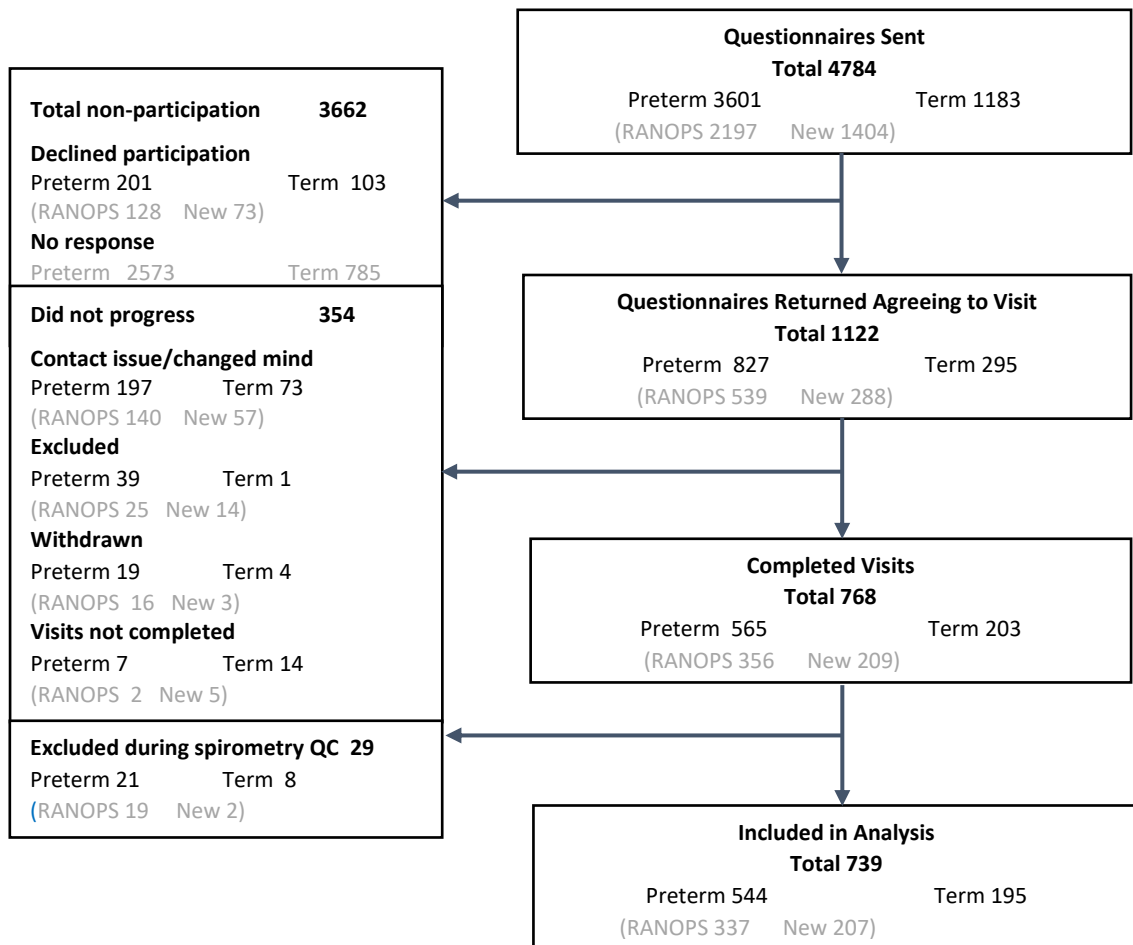 Questionnaires Sent
Total 4784
Preterm 3601 Term 1183
(RANOPS 2197 New 1404)
Total non-participation 3662
Declined participation
Preterm 201 Term 103
(RANOPS 128 New 73)
No response
Preterm 2573 Term 785
Questionnaires Returned Agreeing to Visit
Total 1122
Preterm 827 Term 295
(RANOPS 539 New 288)
Did not progress 354
Contact issue/changed mind
Preterm 197 Term 73
(RANOPS 140 New 57)
Excluded
Preterm 39 Term 1
(RANOPS 25 New 14)
Withdrawn
Preterm 19 Term 4
(RANOPS 16 New 3)
Visits not completed
Preterm 7 Term 14
(RANOPS 2 New 5)
Completed Visits
Total 768
Preterm 565 Term 203
(RANOPS 356 New 209)
Excluded during spirometry QC 29
Preterm 21 Term 8
(RANOPS 19 New 2)
Included in Analysis
Total 739
Preterm 544 Term 195
(RANOPS 337 New 207)